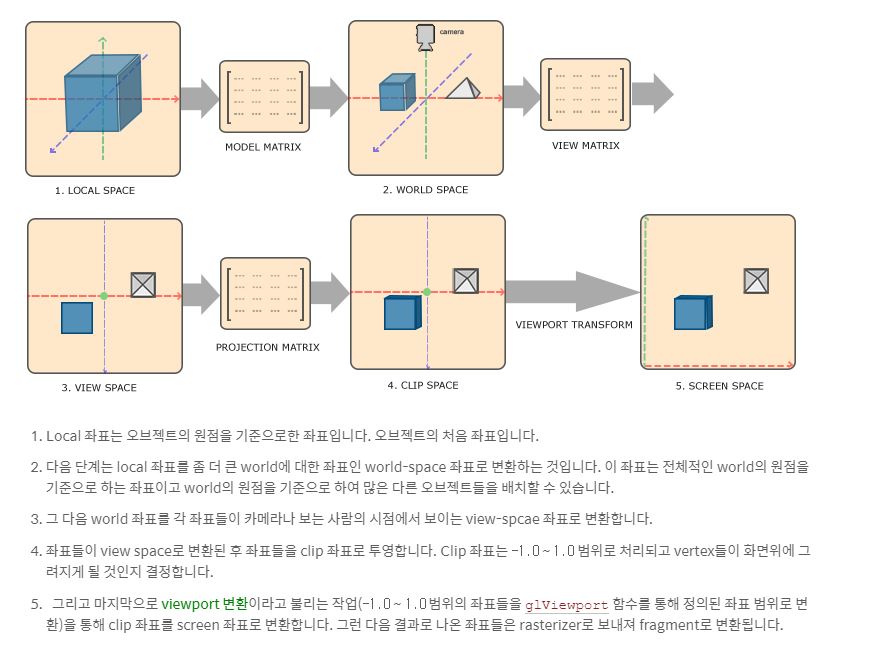 camera
MODEL MATRIX
VIEW MATRIX
1. LOCAL SPACE
2. WORLD SPACE
VIEWPORT TRANSFORM
PROJECTION MATRIX
3. VIEW SPACE
4. CLIP SPACE
5. SCREEN SPACE
1. Local 좌표는 오브젝트의 원점을 기준으로한 좌표입니다. 오브젝트의 처음 좌표입니다.
2. 다음 단계는 local 좌표를 좀 더 큰 world에 대한 좌표인 world-space 좌표로 변환하는 것입니다. 이 좌표는 전체적인 world의 원점을
기준으로 하는 좌표이고 world의 원점을 기준으로 하여 많은 다른 오브젝트들을 배치할 수 있습니다.
3. 그 다음 world 좌표를 각 좌표들이 카메라나 보는 사람의 시점에서 보이는 view-spcae 좌표로 변환합니다.
4. 좌표들이 view space로 변환된 후 좌표들을 clip 좌표로 투영합니다. Clip 좌표는 -1.0~1.0 범위로 처리되고 vertex들이 화면위에 그
려지게 될 것인지 결정합니다.
5. 그리고 마지막으로 viewport 변환이라고 불리는 작업(-1.0~1.0범위의 좌표들을 glViewport 함수를 통해 정의된 좌표 범위로 변
환)을 통해 clip 좌표를 screen 좌표로 변환합니다. 그런 다음 결과로 나온 좌표들은 rasterizer로 보내져 fragment로 변환됩니다.